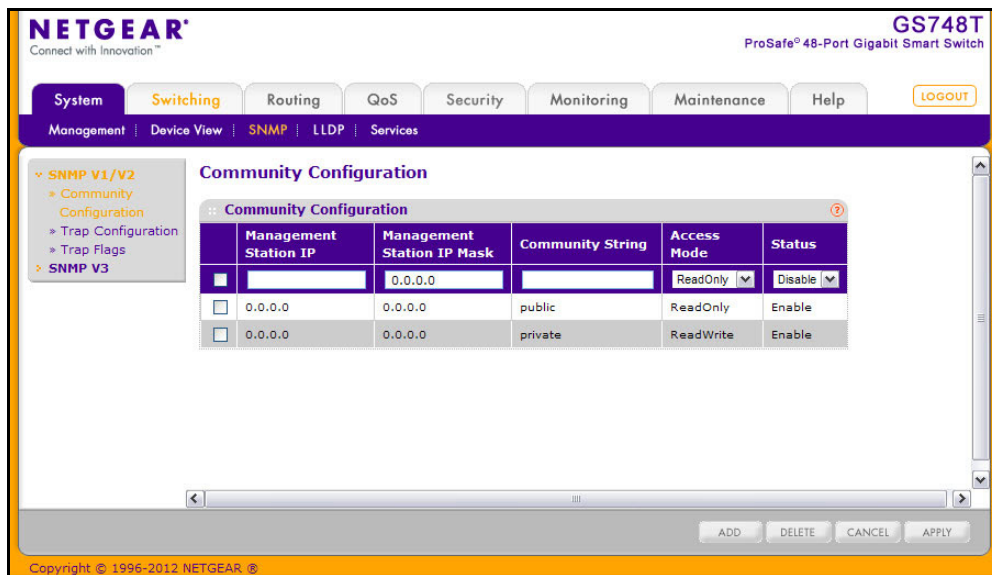 NETGEAR®
Connect with Innovation™
GS748T
ProSafe® 48-Port Gigabit Smart Switch
System Switching Routing QoS Security Monitoring Maintenance Help LOGOUT
Management Device View SNMP LLDP Services
SNMP V1/V2
» Community
Configuration
» Trap Configuration
» Trap Flags
SNMP V3
Community Configuration
Community Configuration ?
Management Station IP Management Station IP Mask Community String Access Mode Status
0.0.0.0 ReadOnly Disable
0.0.0.0 0.0.0.0 public ReadOnly Enable
0.0.0.0 0.0.0.0 private ReadWrite Enable
ADD DELETE CANCEL APPLY
Copyright © 1996-2012 NETGEAR ®